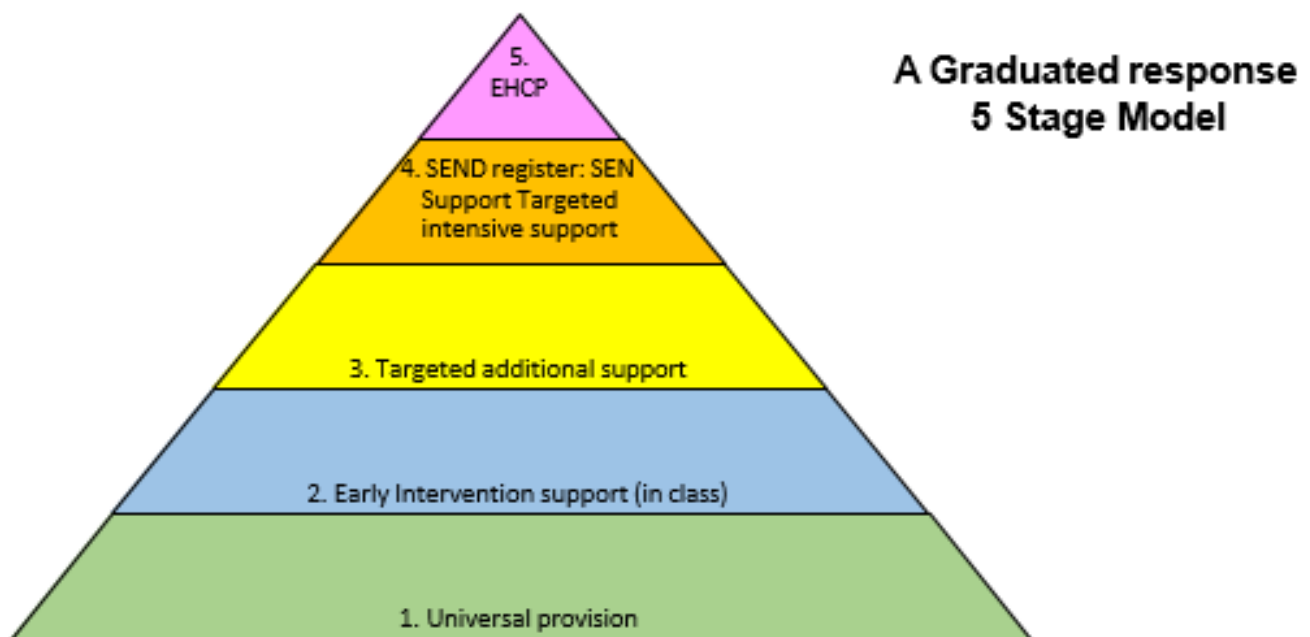 A Graduated response
5 Stage Model
5.
EHCP
4. SEND register: SEN
Support Targeted
intensive support
3. Targeted additional support
2. Early Intervention support (in class)
1. Universal provision